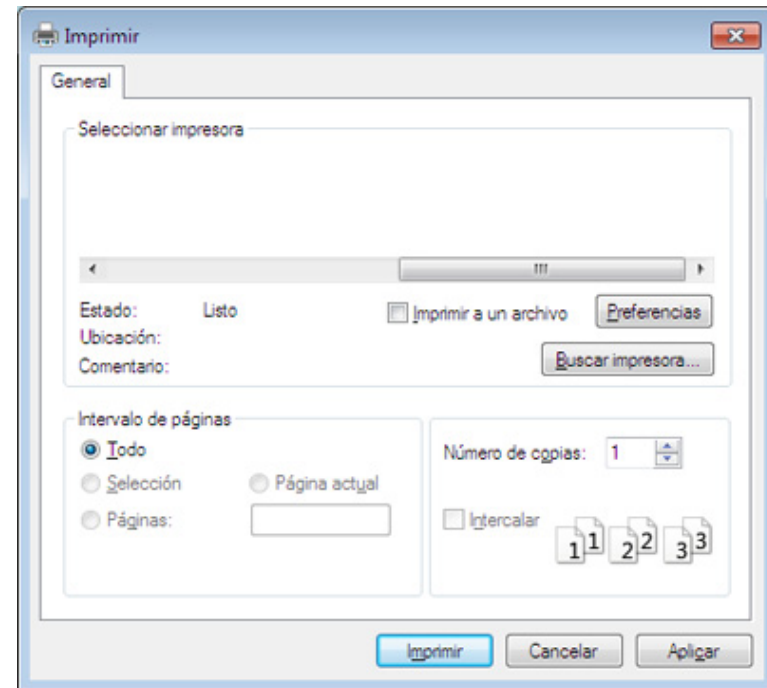 Imprimir
General
Seleccionar impresora
Estado: Listo
Imprimir a un archivo
Preferencias
Ubicación:
Comentario:
Buscar impresora...
Intervalo de páginas
Todo
Selección
Página actual
Páginas:
Número de copias: 1
Intercalar
1 1 2 2 3 3
Imprimir Cancelar Aplicar